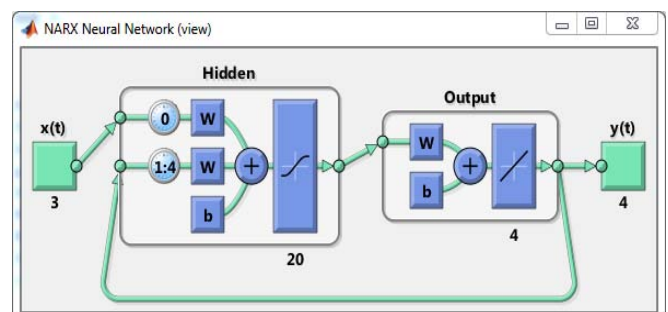 NARX Neural Network (view)
Hidden
Output
x(t)
y(t)
0
W
1:4
W
b
W
b
3
20
4
4